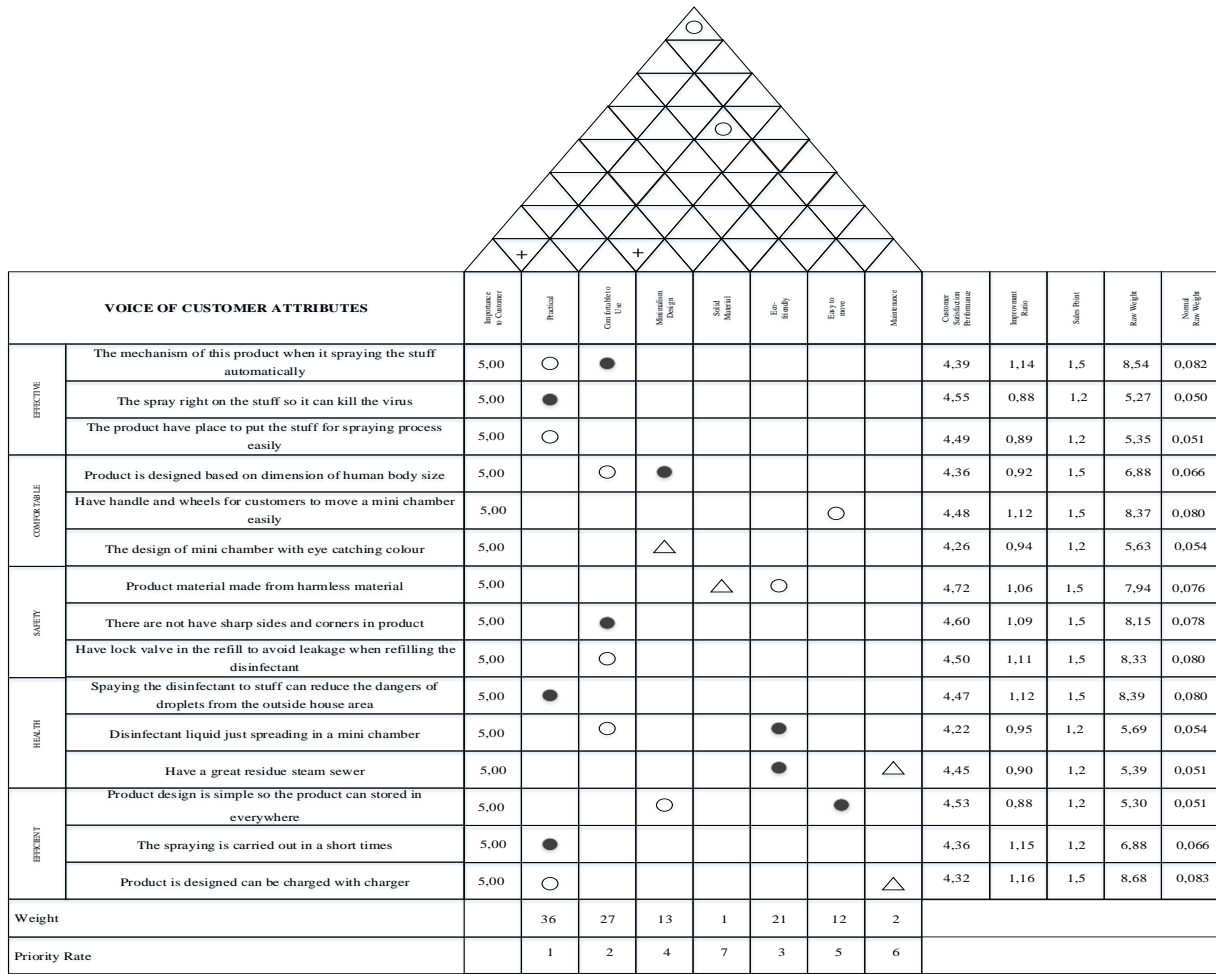 + +
VOICE OF CUSTOMER ATTRIBUTES
Importance
to Customer
Practical
Comfortable to
Use
Minimalism
Design
Solid
Material
Eco-
friendly
Easy to
move
Maintenance
Customer
Satisfaction
Performance
Improvment
Ratio
Sales Point
Raw Weight
Normal
Raw Weight
EFFECTIVE
The mechanism of this product when it spraying the stuff
automatically
5,00 4,39 1,14 1,5 8,54 0,082
The spray right on the stuff so it can kill the virus 5,00 4,55 0,88 1,2 5,27 0,050
The product have place to put the stuff for spraying process
easily
5,00 4,49 0,89 1,2 5,35 0,051
COMFORTABLE
Product is designed based on dimension of human body size 5,00 4,36 0,92 1,5 6,88 0,066
Have handle and wheels for customers to move a mini chamber
easily
5,00 4,48 1,12 1,5 8,37 0,080
The design of mini chamber with eye catching colour 5,00 4,26 0,94 1,2 5,63 0,054
SAFETY
Product material made from harmless material 5,00 4,72 1,06 1,5 7,94 0,076
There are not have sharp sides and corners in product 5,00 4,60 1,09 1,5 8,15 0,078
Have lock valve in the refill to avoid leakage when refilling the
disinfectant
5,00 4,50 1,11 1,5 8,33 0,080
HEALTH
Spaying the disinfectant to stuff can reduce the dangers of
droplets from the outside house area
5,00 4,47 1,12 1,5 8,39 0,080
Disinfectant liquid just spreading in a mini chamber 5,00 4,22 0,95 1,2 5,69 0,054
Have a great residue steam sewer 5,00 4,45 0,90 1,2 5,39 0,051
EFFICIENT
Product design is simple so the product can stored in
everywhere
5,00 4,53 0,88 1,2 5,30 0,051
The spraying is carried out in a short times 5,00 4,36 1,15 1,2 6,88 0,066
Product is designed can be charged with charger 5,00 4,32 1,16 1,5 8,68 0,083
Weight 36 27 13 1 21 12 2
Priority Rate 1 2 4 7 3 5 6